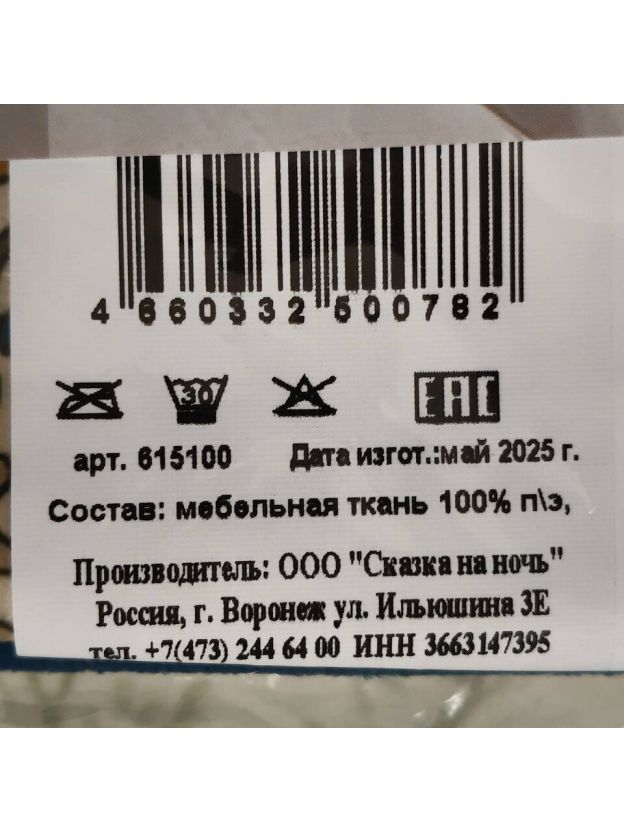 4 660332 500782
30 EAC
арт. 615100 Дата изгот.:май 2025 г.
Состав: мебельная ткань 100% п\э,
Производитель: ООО "Сказка на ночь"
Россия, г. Воронеж ул. Ильюшина 3Е
тел. +7(473) 244 64 00 ИНН 3663147395